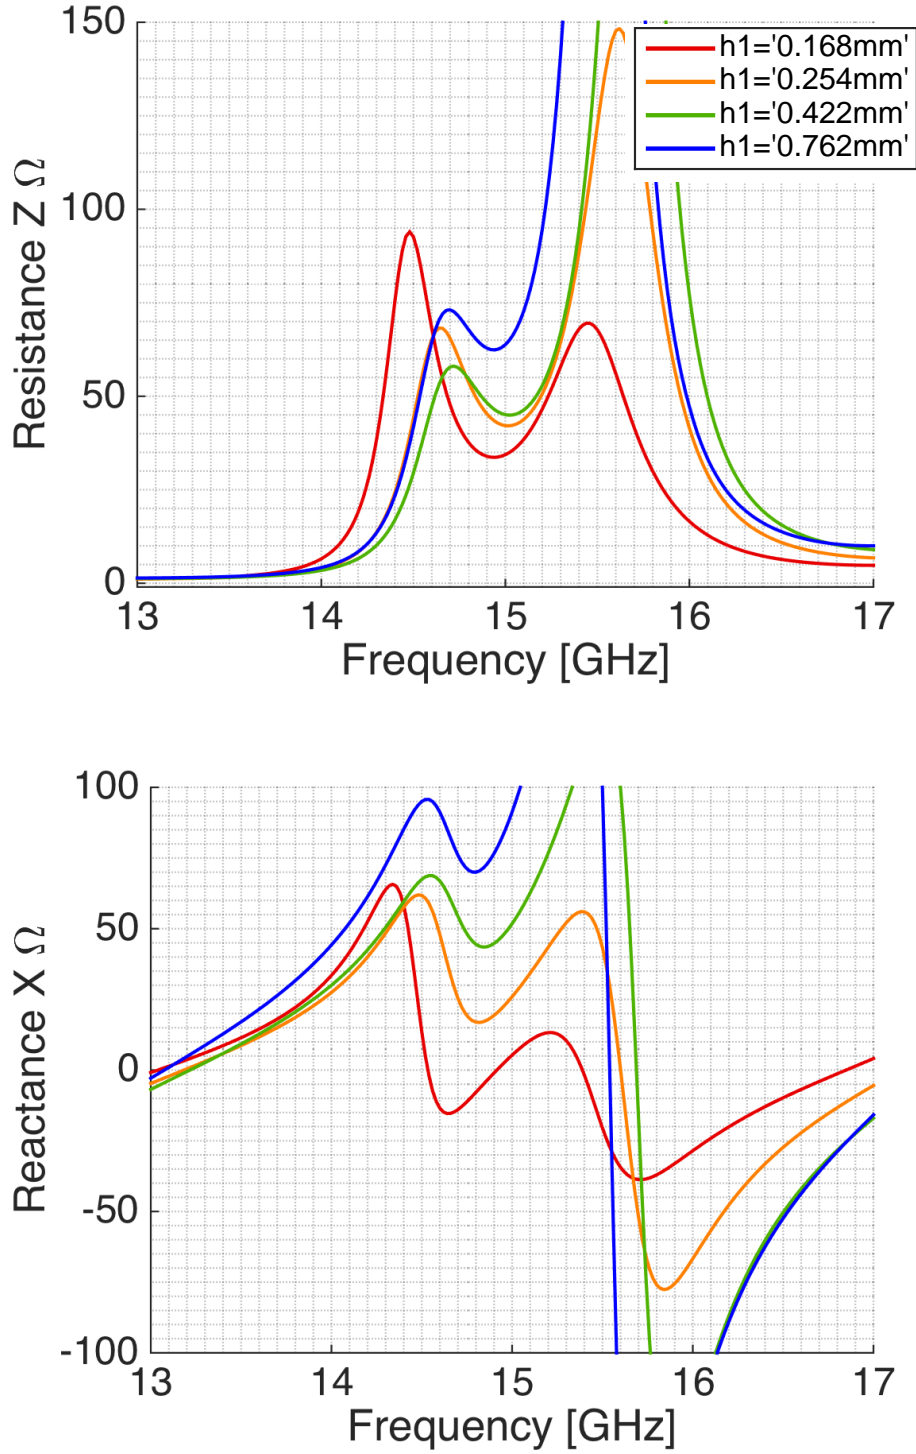 150
100
50
0
Resistance Z Ω
h1='0.168mm'
h1='0.254mm'
h1='0.422mm'
h1='0.762mm'
13 14 15 16 17
Frequency [GHz]
100
50
0
-50
-100
Reactance X Ω
13 14 15 16 17
Frequency [GHz]